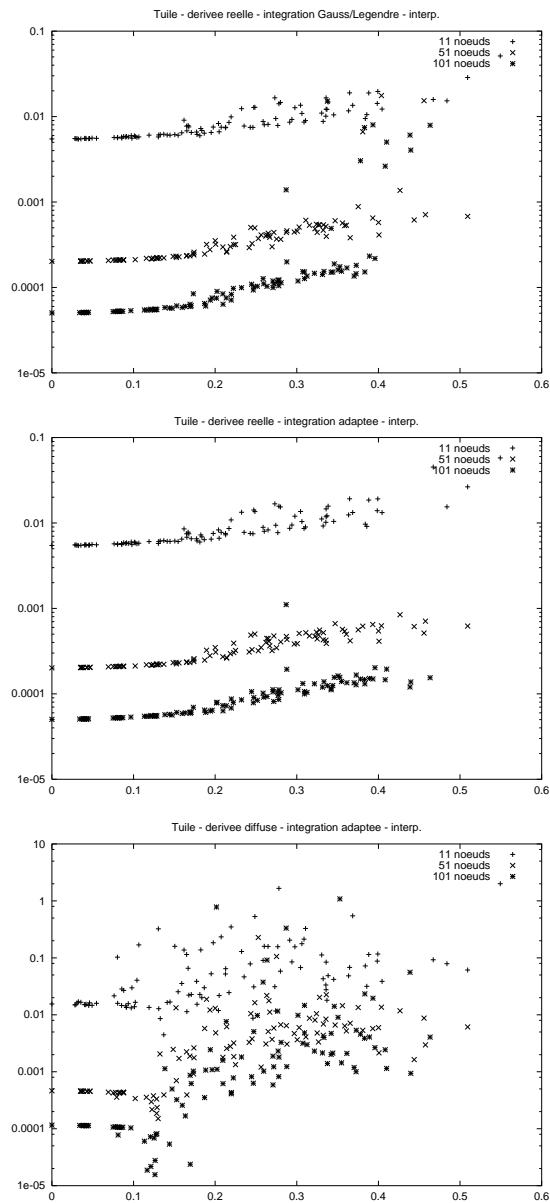 Tuile - derivee reelle - integration Gauss/Legendre - interp.
0.1
0.01
0.001
0.0001
1e-05
0
0.1
0.2
0.3
0.4
0.5
0.6
11 noeuds
51 noeuds
101 noeuds
Tuile - derivee reelle - integration adaptee - interp.
0.1
0.01
0.001
0.0001
1e-05
0
0.1
0.2
0.3
0.4
0.5
0.6
11 noeuds
51 noeuds
101 noeuds
Tuile - derivee diffuse - integration adaptee - interp.
10
1
0.1
0.01
0.001
0.0001
1e-05
0
0.1
0.2
0.3
0.4
0.5
0.6
11 noeuds
51 noeuds
101 noeuds